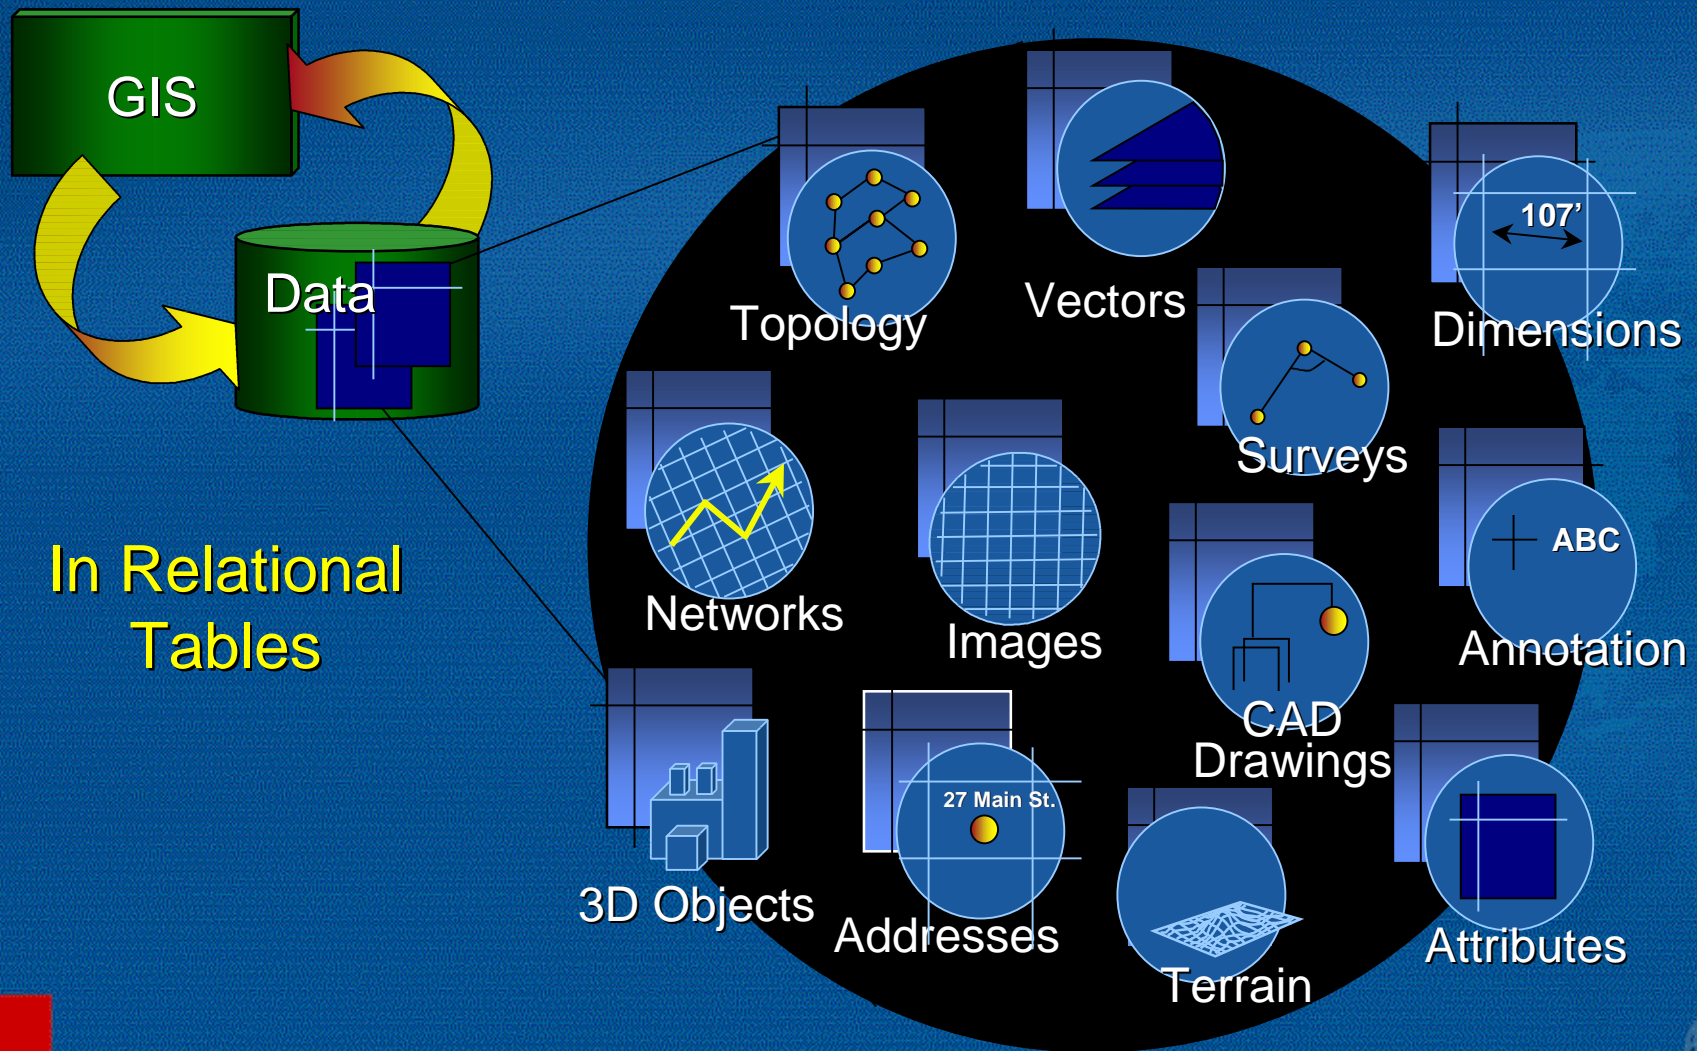 GIS
Data
In Relational
Tables
Topology
Vectors
107’
Dimensions
Surveys
Networks
Images
ABC
Annotation
CAD
Drawings
3D Objects
27 Main St.
Addresses
Terrain
Attributes